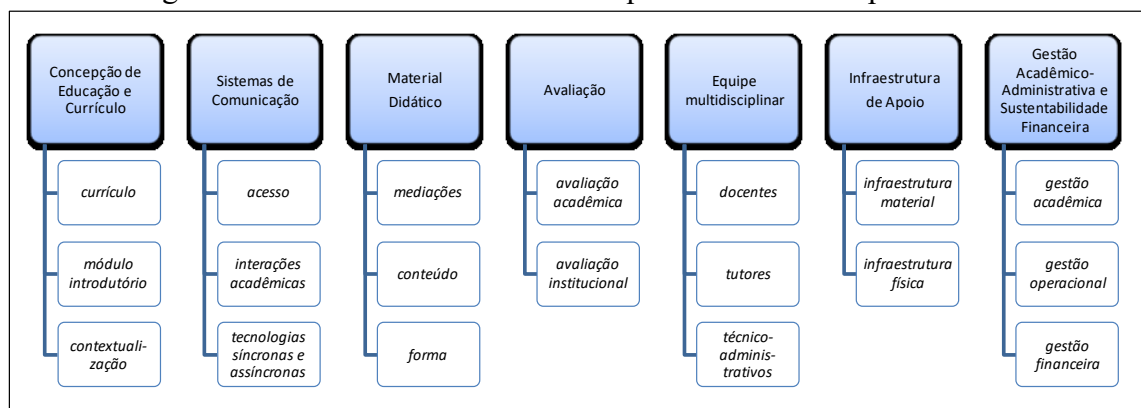 Concepção de
Educação e
Currículo
currículo
módulo
introdutório
contextuali-
zação
Sistemas de
Comunicação
acesso
interações
acadêmicas
tecnologias
síncronas e
assíncronas
Material
Didático
mediações
conteúdo
forma
Avaliação
avaliação
acadêmica
avaliação
institucional
Equipe
multidisciplinar
docentes
tutores
técnico-
adminis-
trativos
Infraestrutura
de Apoio
infraestrutura
material
infraestrutura
física
Gestão
Acadêmico-
Administrativa e
Sustentabilidade
Financeira
gestão
acadêmica
gestão
operacional
gestão
financeira